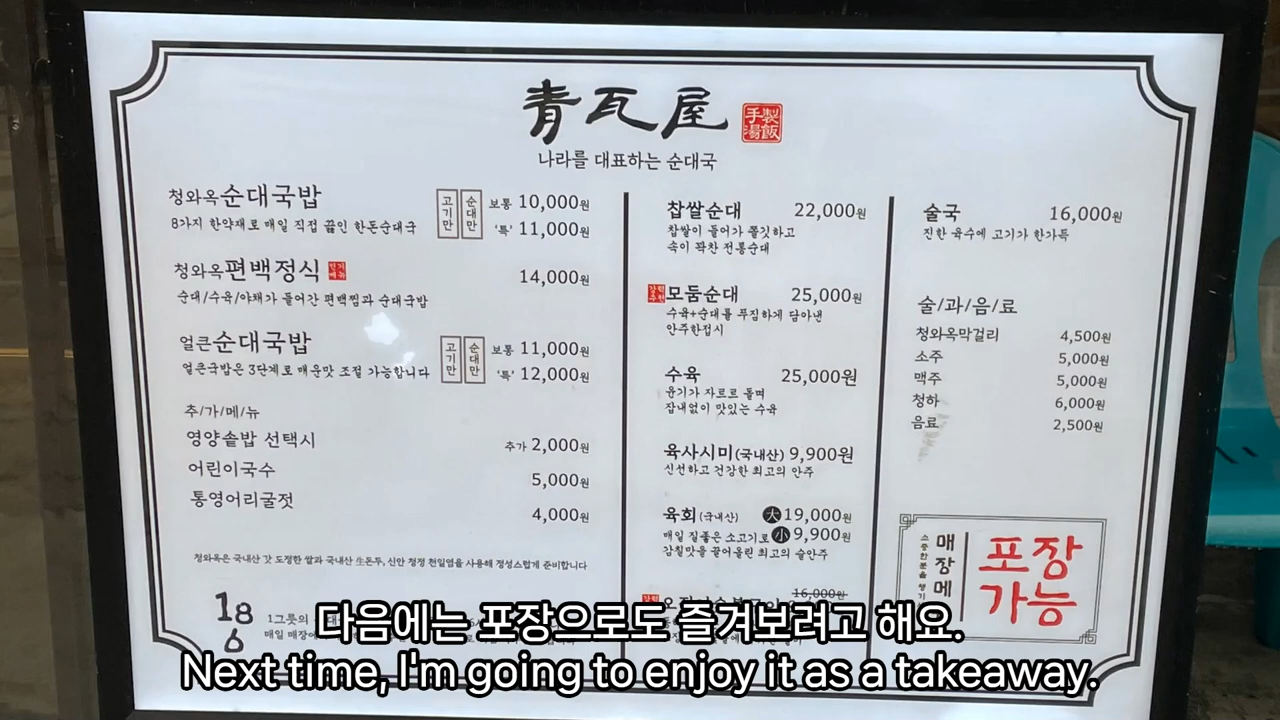 青瓦屋 手製湯飯
나라를 대표하는 순대국
청와옥순대국밥 고기만 순대만 보통 10,000원
8가지 한약재로 매일 직접 끓인 한돈순대국 '특' 11,000원
청와옥편백정식 인기메뉴 14,000원
순대/수육/야채가 들어간 편백찜과 순대국밥
얼큰순대국밥 고기만 순대만 보통 11,000원
얼큰국밥은 3단계로 매운맛 조절 가능합니다 '특' 12,000원
추/가/메/뉴
영양솥밥 선택시 추가 2,000원
어린이국수 5,000원
통영어리굴젓 4,000원
청와옥은 국내산 갓 도정한 쌀과 국내산 生돈두, 신안 청정 천일염을 사용해 정성스럽게 준비합니다
186
1그릇의
매일 매장에
찹쌀순대 22,000원
찹쌀이 들어가 쫄깃하고
속이 꽉찬 전통순대
강력추천 모둠순대 25,000원
수육+순대를 푸짐하게 담아낸
안주한접시
수육 25,000원
윤기가 자르르 돌며
잡내없이 맛있는 수육
육사시미(국내산) 9,900원
신선하고 건강한 최고의 안주
육회(국내산) 大 19,000원
매일 질좋은 소고기로 小 9,900원
감칠맛을 끌어올린 최고의 술안주
16,000원
술국 16,000원
진한 육수에 고기가 한가득
술/과/음/료
청와옥막걸리 4,500원
소주 5,000원
맥주 5,000원
청하 6,000원
음료 2,500원
매장메
포장
가능
다음에는 포장으로도 즐겨보려고 해요.
Next time, I'm going to enjoy it as a takeaway.